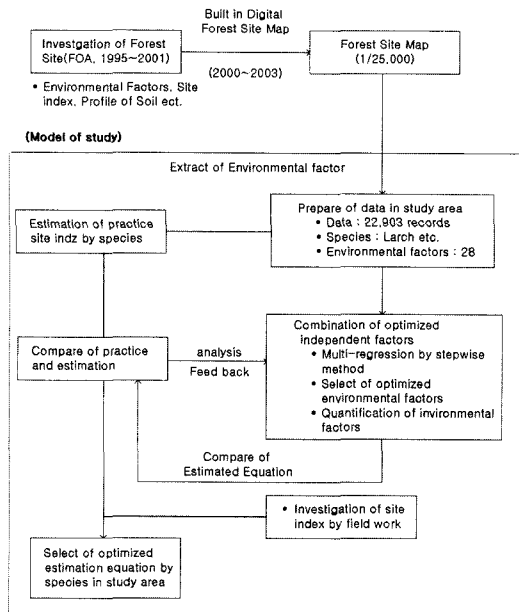 Built in Digital
Forest Site Map
Investgation of Forest
Site(FOA, 1995~2001)
Forest Site Map
(1/25,000)
(2000~2003)
• Environmental Factors, Site
index, Profile of Soil ect.
(Model of study)
Extract of Environmental factor
Prepare of data in study area
• Data : 22,903 records
• Species : Larch etc.
• Environmental factors : 28
Estimation of practice
site indz by species
Combination of optimized
independent factors
• Multi-regression by stepwise
method
• Select of optimized
environmental factors
• Quantification of invironmental
factors
Compare of practice
and estimation
analysis
Feed back
Compare of
Estimated Equation
• Investigation of site
index by field work
Select of optimized
estimation equation by
species in study area